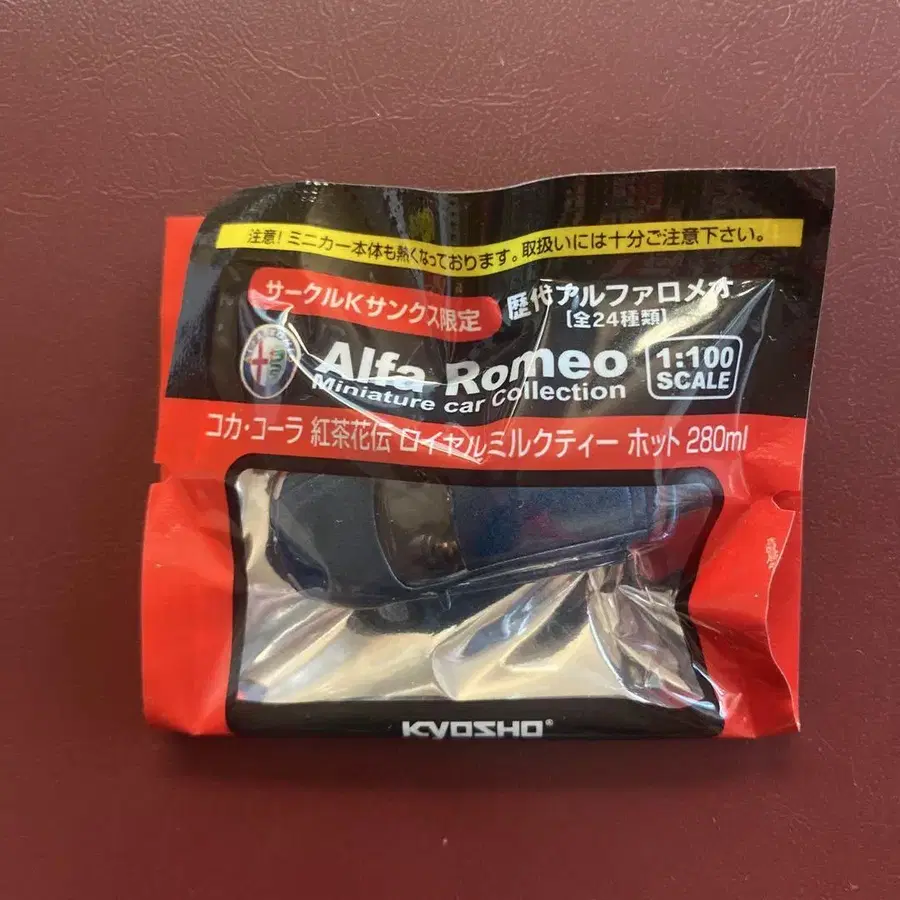 注意!ミニカー本体も熱くなっております。取扱いには十分ご注意下さい。
サークルKサンクス限定
歴代アルファロメオ
[全24種類]
Alfa Romeo
Miniature car Collection
1:100
SCALE
コカ・コーラ 紅茶花伝 ロイヤルミルクティー ホット 280ml
KYOSHO®